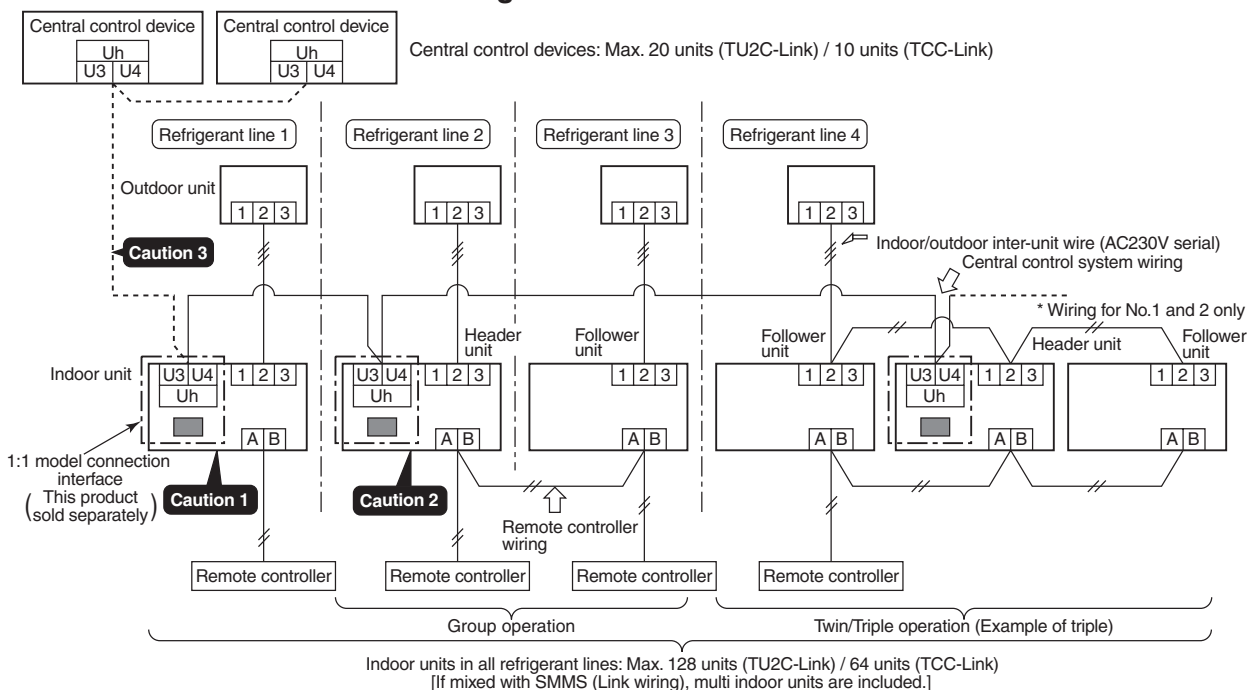 Central control device
Central control device
Uh
U3 U4
Uh
U3 U4
Central control devices: Max. 20 units (TU2C-Link) / 10 units (TCC-Link)
Refrigerant line 1
Refrigerant line 2
Refrigerant line 3
Refrigerant line 4
Outdoor unit
1 2 3
1 2 3
1 2 3
1 2 3
Caution 3
Indoor/outdoor inter-unit wire (AC230V serial)
Central control system wiring
* Wiring for No.1 and 2 only
Header
unit
Follower
unit
Follower
unit
Header unit
Follower
unit
Indoor unit
U3 U4
Uh
1 2 3
A B
U3 U4
Uh
1 2 3
A B
1 2 3
A B
1 2 3
A B
U3 U4
Uh
1 2 3
A B
1 2 3
A B
1:1 model connection
interface
(This product
sold separately)
Caution 1
Caution 2
Remote controller
wiring
Remote controller
Remote controller
Remote controller
Remote controller
Group operation
Twin/Triple operation (Example of triple)
Indoor units in all refrigerant lines: Max. 128 units (TU2C-Link) / 64 units (TCC-Link)
[If mixed with SMMS (Link wiring), multi indoor units are included.]